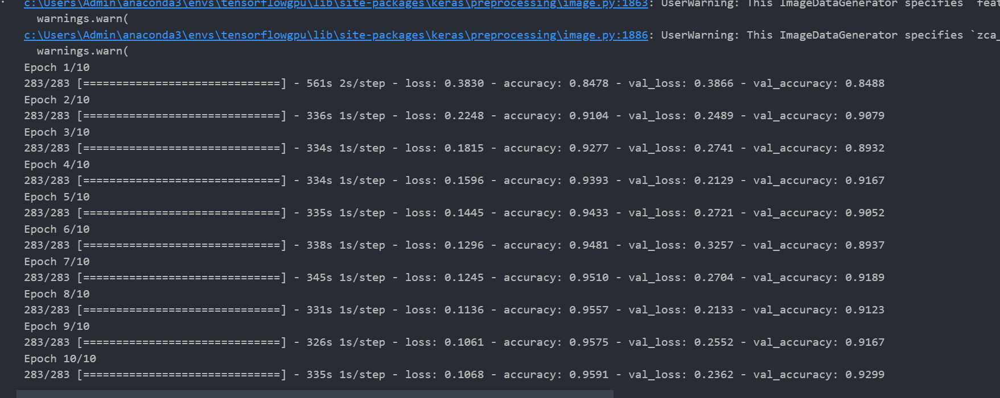 c:\Users\Admin\anaconda3\envs\tensorflowgpu\lib\site-packages\keras\preprocessing\image.py:1863: UserWarning: This ImageDataGenerator specifies `feat
warnings.warn(
c:\Users\Admin\anaconda3\envs\tensorflowgpu\lib\site-packages\keras\preprocessing\image.py:1886: UserWarning: This ImageDataGenerator specifies `zca_
warnings.warn(
Epoch 1/10
283/283 [==============================] - 561s 2s/step - loss: 0.3830 - accuracy: 0.8478 - val_loss: 0.3866 - val_accuracy: 0.8488
Epoch 2/10
283/283 [==============================] - 336s 1s/step - loss: 0.2248 - accuracy: 0.9104 - val_loss: 0.2489 - val_accuracy: 0.9079
Epoch 3/10
283/283 [==============================] - 334s 1s/step - loss: 0.1815 - accuracy: 0.9277 - val_loss: 0.2741 - val_accuracy: 0.8932
Epoch 4/10
283/283 [==============================] - 334s 1s/step - loss: 0.1596 - accuracy: 0.9393 - val_loss: 0.2129 - val_accuracy: 0.9167
Epoch 5/10
283/283 [==============================] - 335s 1s/step - loss: 0.1445 - accuracy: 0.9433 - val_loss: 0.2721 - val_accuracy: 0.9052
Epoch 6/10
283/283 [==============================] - 338s 1s/step - loss: 0.1296 - accuracy: 0.9481 - val_loss: 0.3257 - val_accuracy: 0.8937
Epoch 7/10
283/283 [==============================] - 345s 1s/step - loss: 0.1245 - accuracy: 0.9510 - val_loss: 0.2704 - val_accuracy: 0.9189
Epoch 8/10
283/283 [==============================] - 331s 1s/step - loss: 0.1136 - accuracy: 0.9557 - val_loss: 0.2133 - val_accuracy: 0.9123
Epoch 9/10
283/283 [==============================] - 326s 1s/step - loss: 0.1061 - accuracy: 0.9575 - val_loss: 0.2552 - val_accuracy: 0.9167
Epoch 10/10
283/283 [==============================] - 335s 1s/step - loss: 0.1068 - accuracy: 0.9591 - val_loss: 0.2362 - val_accuracy: 0.9299